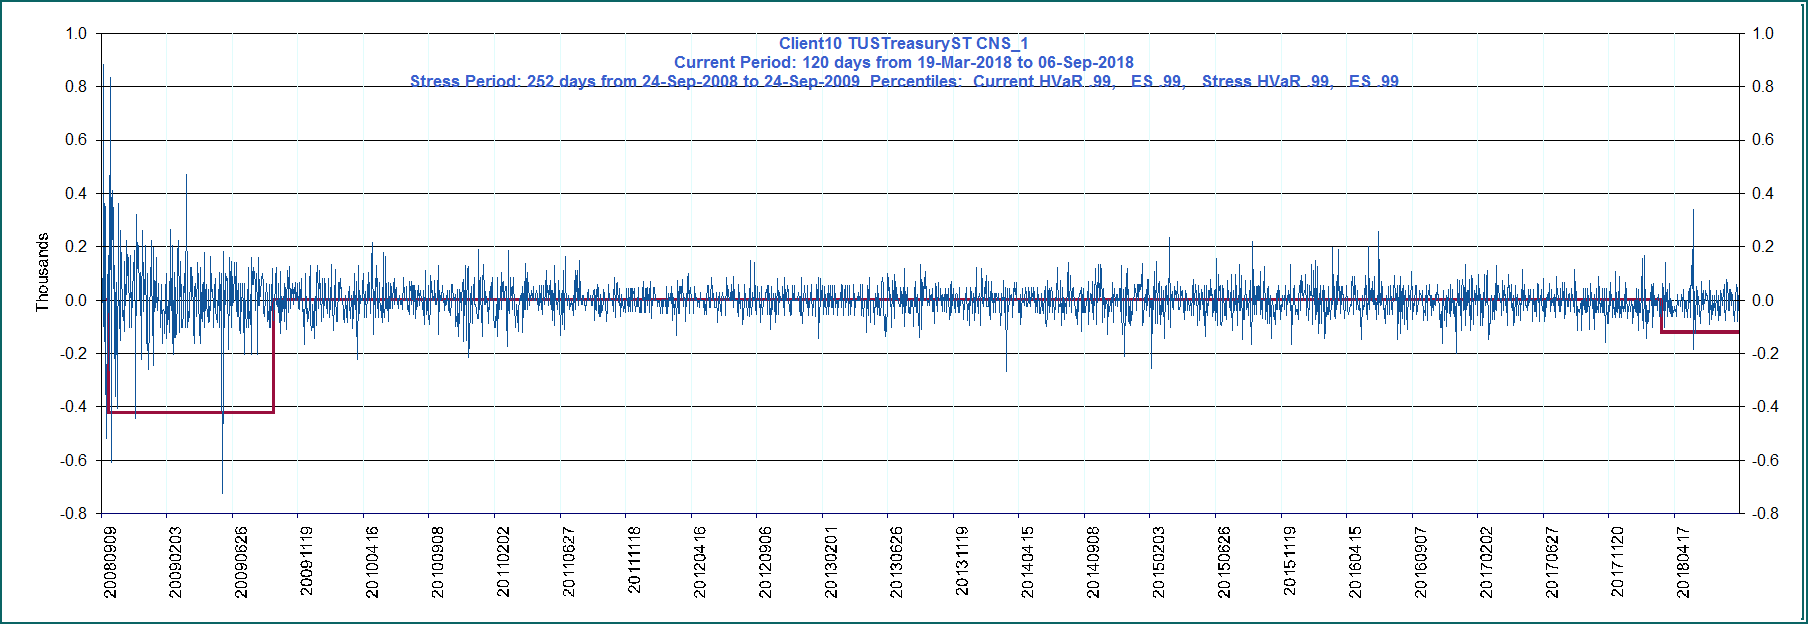 Client10 TUSTreasuryST CNS_1
Current Period: 120 days from 19-Mar-2018 to 06-Sep-2018
Stress Period: 252 days from 24-Sep-2008 to 24-Sep-2009 Percentiles: Current HVaR .99, ES .99, Stress HVaR .99, ES .99
1.0 1.0
0.8 0.8
0.6 0.6
0.4 0.4
0.2 0.2
0.0 0.0
-0.2 -0.2
-0.4 -0.4
-0.6 -0.6
-0.8 -0.8
Thousands
20080909 20090203 20090626 20091119 20100416 20100908 20110202 20110627 20111118 20120416 20120906 20130201 20130626 20131119 20140415 20140908 20150203 20150626 20151119 20160415 20160907 20170202 20170627 20171120 20180417